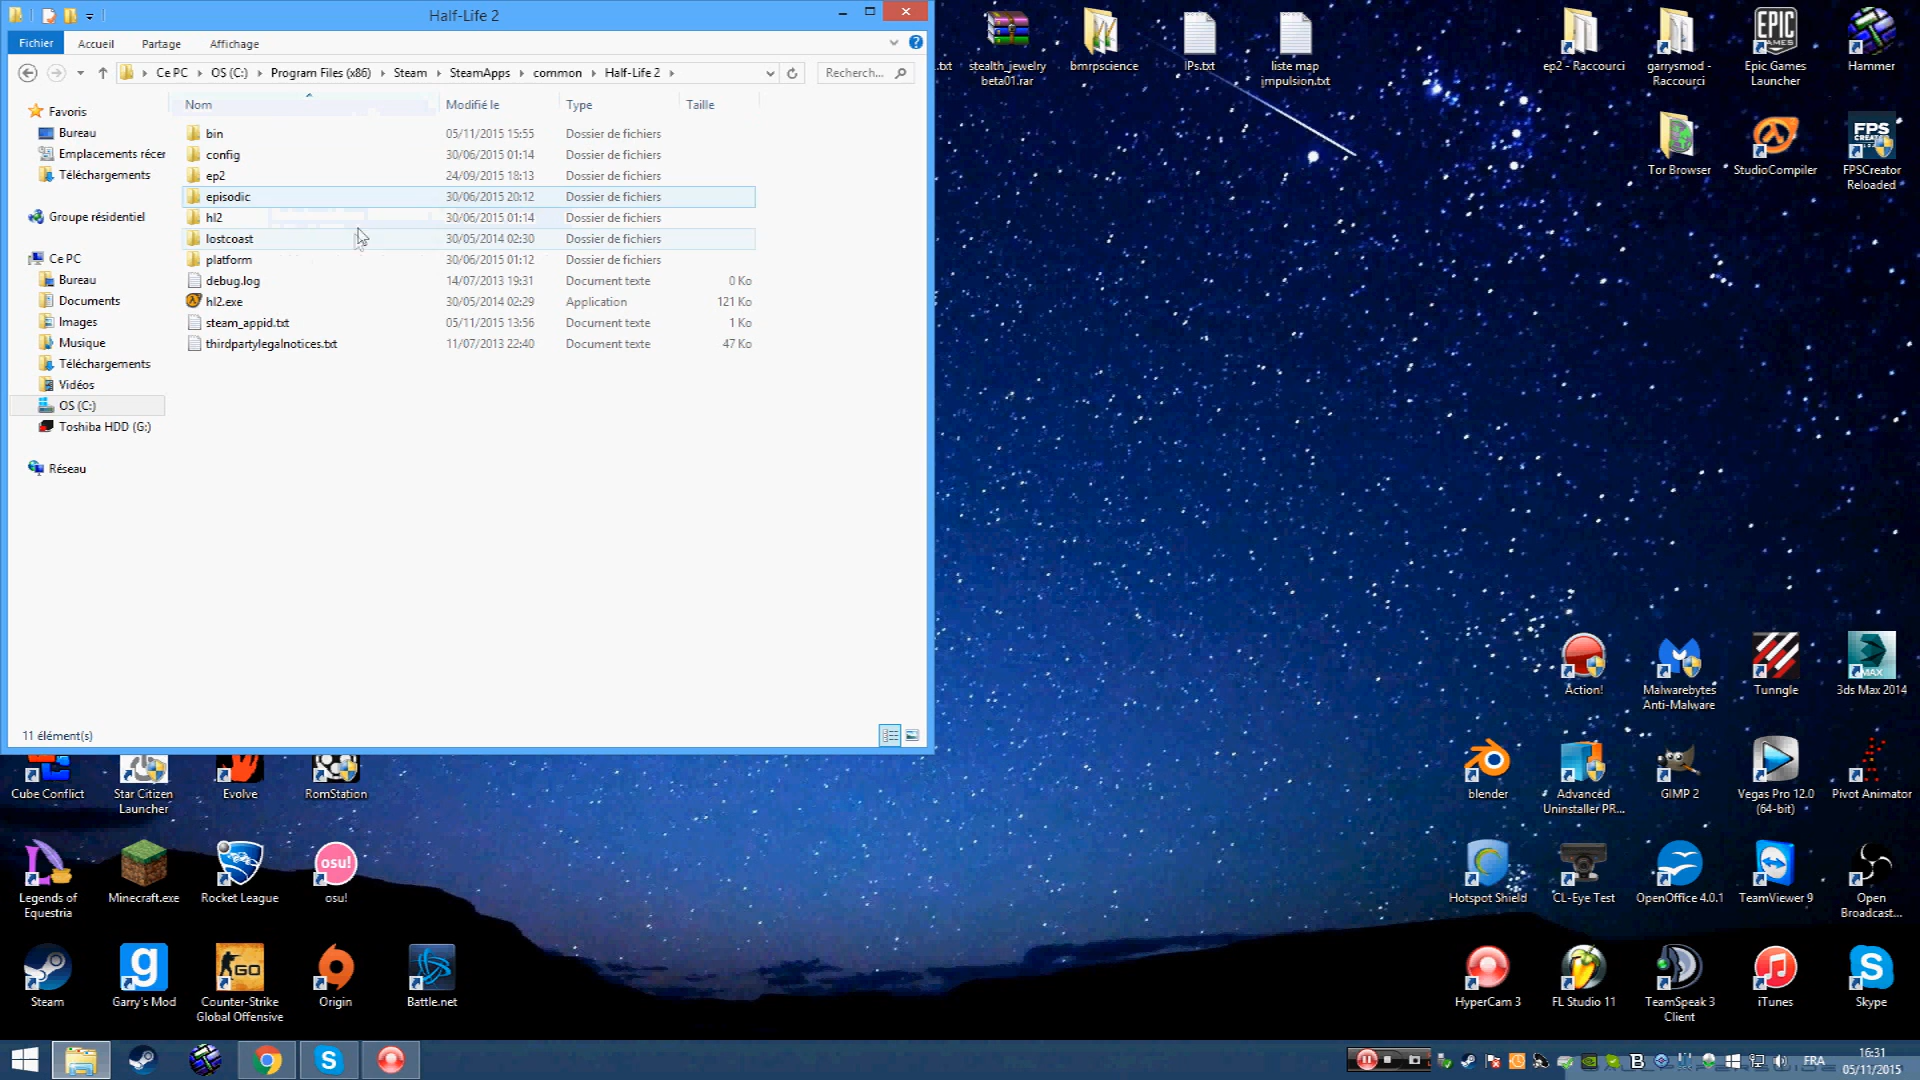 Half-Life 2
Fichier Accueil Partage Affichage
Ce PC OS (C:) Program Files (x86) Steam SteamApps common Half-Life 2 Recherch...
Nom Modifié le Type Taille
bin 05/11/2015 15:55 Dossier de fichiers
config 30/06/2015 01:14 Dossier de fichiers
ep2 24/09/2015 18:13 Dossier de fichiers
episodic 30/06/2015 20:12 Dossier de fichiers
hl2 30/06/2015 01:14 Dossier de fichiers
lostcoast 30/05/2014 02:30 Dossier de fichiers
platform 30/06/2015 01:12 Dossier de fichiers
debug.log 14/07/2013 19:31 Document texte 0 Ko
hl2.exe 30/05/2014 02:29 Application 121 Ko
steam_appid.txt 05/11/2015 13:56 Document texte 1 Ko
thirdpartylegalnotices.txt 11/07/2013 22:40 Document texte 47 Ko
Favoris
Bureau
Emplacements récer
Téléchargements
Groupe résidentiel
Ce PC
Bureau
Documents
Images
Musique
Téléchargements
Vidéos
OS (C:)
Toshiba HDD (G:)
Réseau
11 élément(s)
.txt
stealth_jewelry
beta01.rar
bmrpscience
IPs.txt
liste map
impulsion.txt
ep2 - Raccourci
garrysmod -
Raccourci
EPIC
GAMES
Epic Games
Launcher
Hammer
Tor Browser
StudioCompiler
FPS
CREATOR
FPSCreator
Reloaded
Action!
Malwarebytes
Anti-Malware
Tunngle
MAX
3ds Max 2014
Cube Conflict
Star Citizen
Launcher
Evolve
RomStation
blender
Advanced
Uninstaller PR...
GIMP 2
Vegas Pro 12.0
(64-bit)
Pivot Animator
Legends of
Equestria
Minecraft.exe
Rocket League
osu!
osu!
Hotspot Shield
CL-Eye Test
OpenOffice 4.0.1
TeamViewer 9
Open
Broadcast...
Steam
g
Garry's Mod
GO
Counter-Strike
Global Offensive
Origin
Battle.net
HyperCam 3
FL Studio 11
TeamSpeak 3
Client
iTunes
S
Skype
S
B
FRA
16:31
05/11/2015